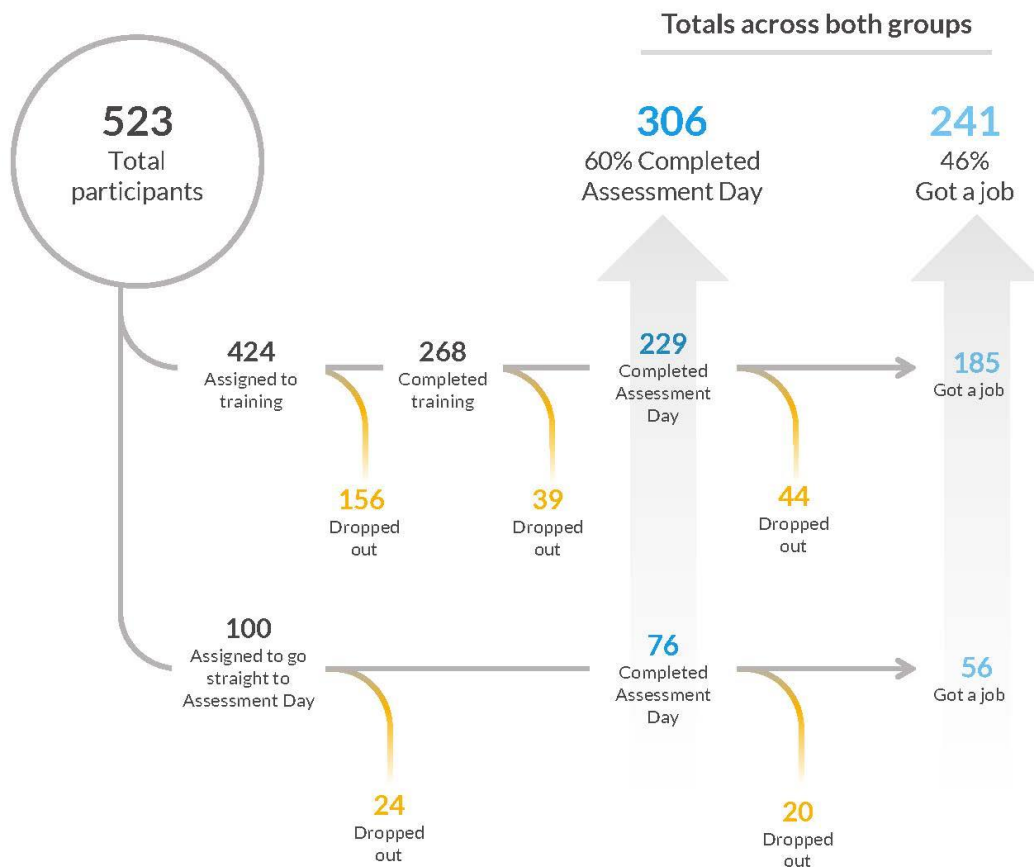 Totals across both groups
523
Total
participants
306
60% Completed
Assessment Day
241
46%
Got a job
424
Assigned to
training
268
Completed
training
229
Completed
Assessment
Day
185
Got a job
156
Dropped
out
39
Dropped
out
44
Dropped
out
100
Assigned to go
straight to
Assessment Day
76
Completed
Assessment
Day
56
Got a job
24
Dropped
out
20
Dropped
out